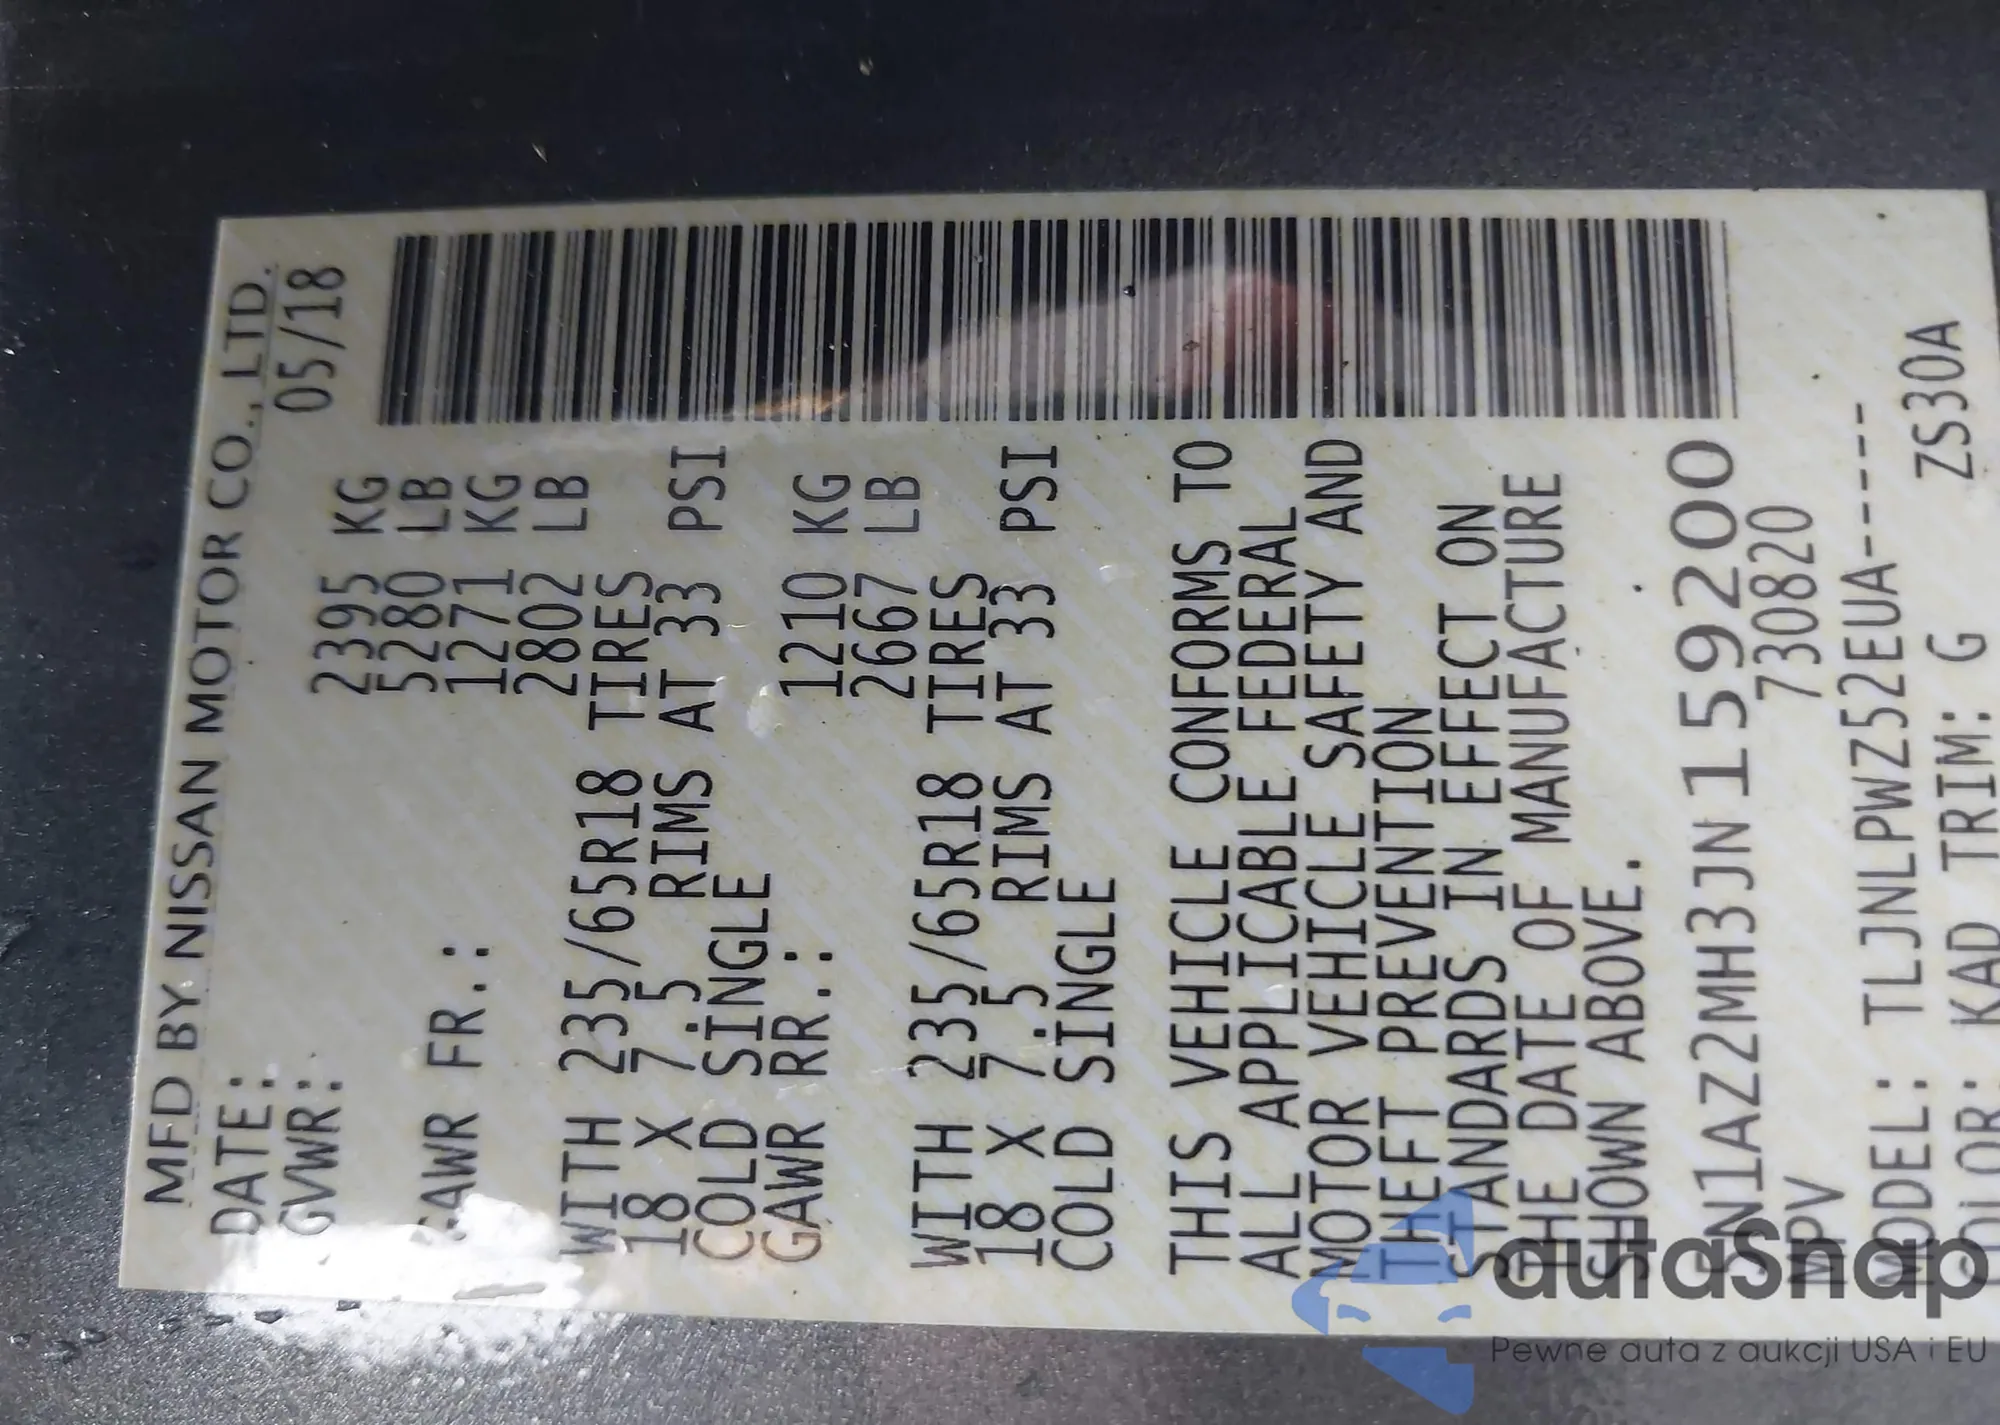 MFD BY NISSAN MOTOR CO., LTD.
DATE: 05/18
GVWR: 2395 KG
5280 LB
GAWR FR.: 1271 KG
2802 LB
WITH 235/65R18 TIRES
18 X 7.5 RIMS AT 33 PSI
COLD SINGLE
GAWR RR.: 1210 KG
2667 LB
WITH 235/65R18 TIRES
18 X 7.5 RIMS AT 33 PSI
COLD SINGLE
THIS VEHICLE CONFORMS TO
ALL APPLICABLE FEDERAL
MOTOR VEHICLE SAFETY AND
THEFT PREVENTION
STANDARDS IN EFFECT ON
THE DATE OF MANUFACTURE
SHOWN ABOVE.
5N1AZ2MH3JN159200
MPV 730820
MODEL: TLJNLPWZ52EUA-----
COLOR: KAD TRIM: G ZS30A
autaSnap
Pewne auta z aukcji USA i EU